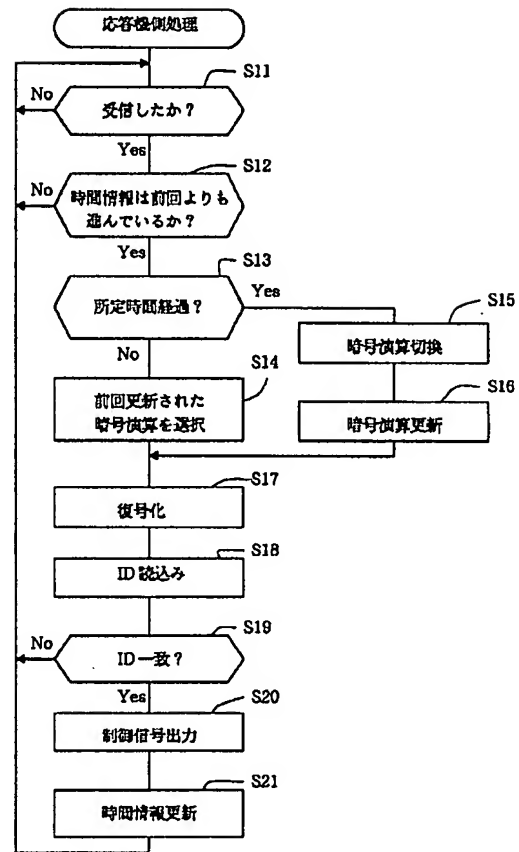 応答機側処理
S11
No
受信したか？
Yes
S12
No
時間情報は前回よりも
進んでいるか？
Yes
S13
所定時間経過？
Yes
S15
No
暗号演算切換
S14
前回更新された
暗号演算を選択
S16
暗号演算更新
S17
復号化
S18
ID 読込み
S19
No
ID 一致？
Yes
S20
制御信号出力
S21
時間情報更新